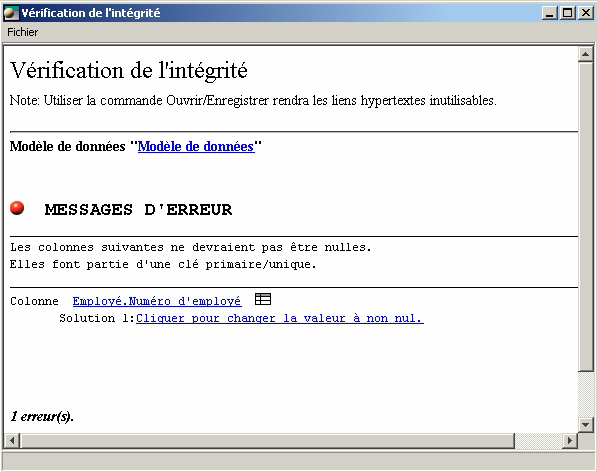 Vérification de l'intégrité
Fichier
Vérification de l'intégrité
Note: Utiliser la commande Ouvrir/Enregistrer rendra les liens hypertextes inutilisables.
Modèle de données "Modèle de données"
MESSAGES D'ERREUR
Les colonnes suivantes ne devraient pas être nulles.
Elles font partie d'une clé primaire/unique.
Colonne Employé.Numéro d'employé
Solution 1:Cliquer pour changer la valeur à non nul.
1 erreur(s).